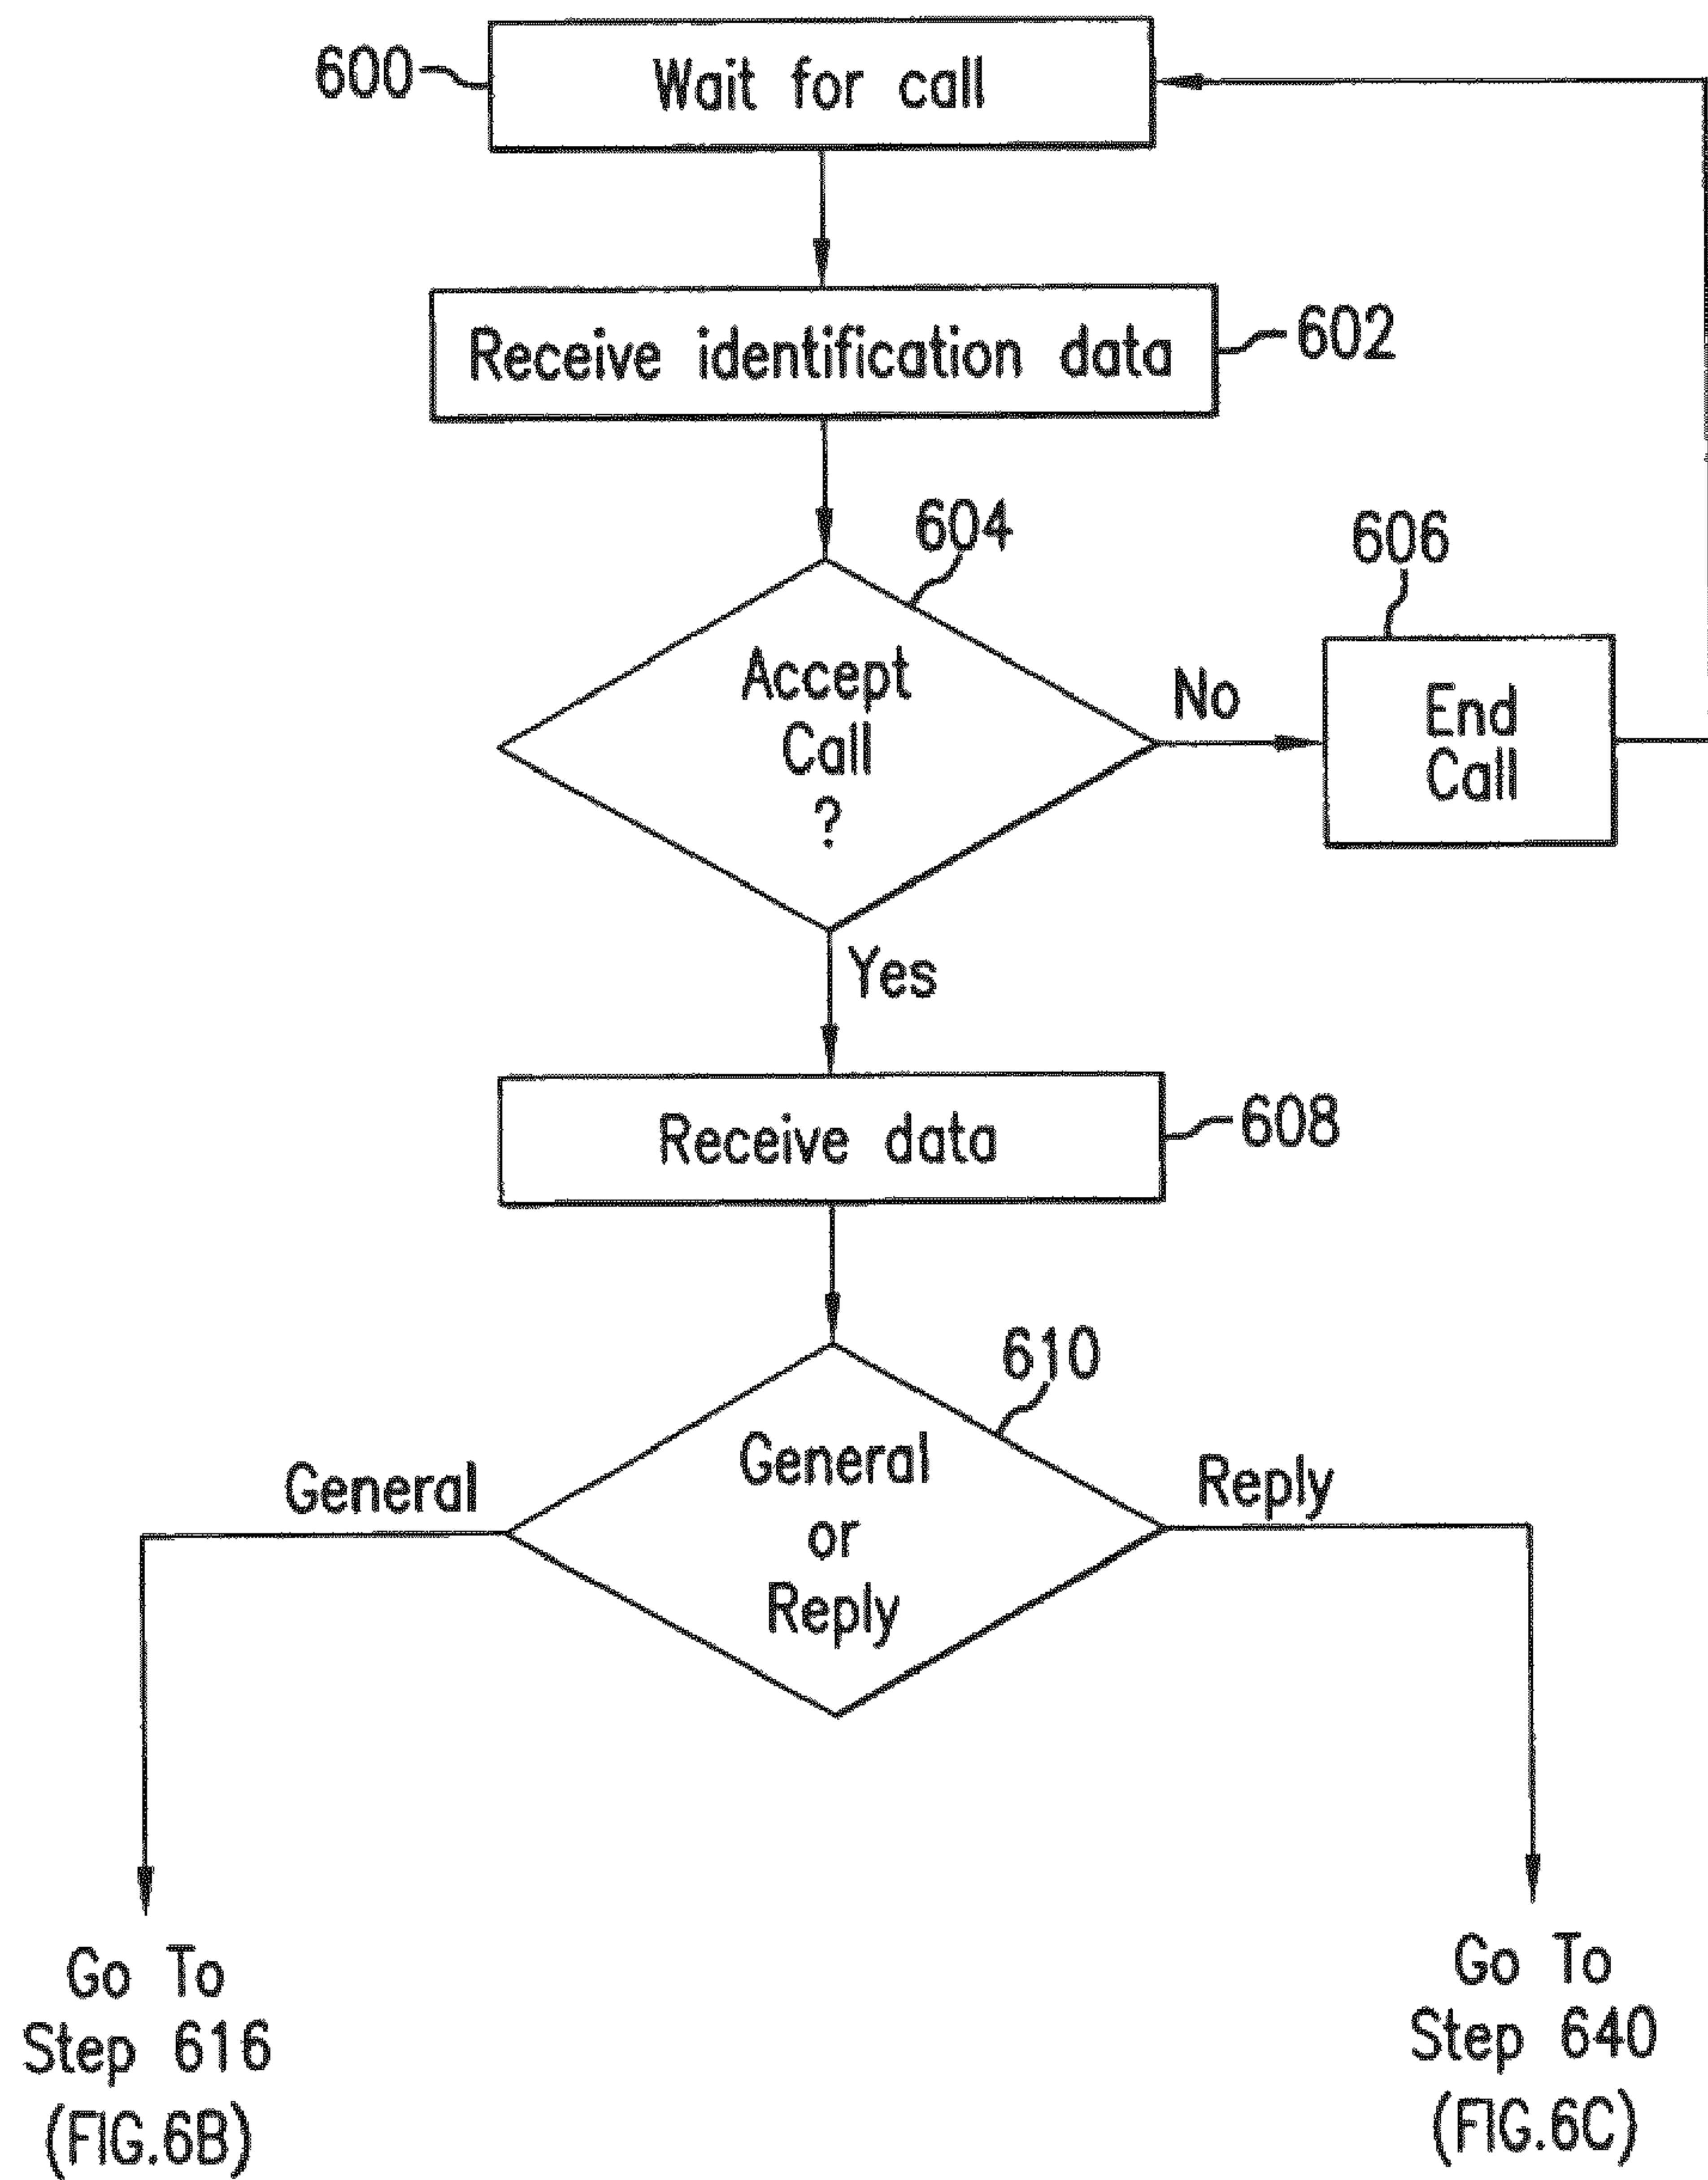 600
Wait for call
Receive identification data
602
604
606
Accept
Call
?
No
End
Call
Yes
Receive data
608
610
General
General
or
Reply
Reply
Go To
Step 616
(FIG.6B)
Go To
Step 640
(FIG.6C)